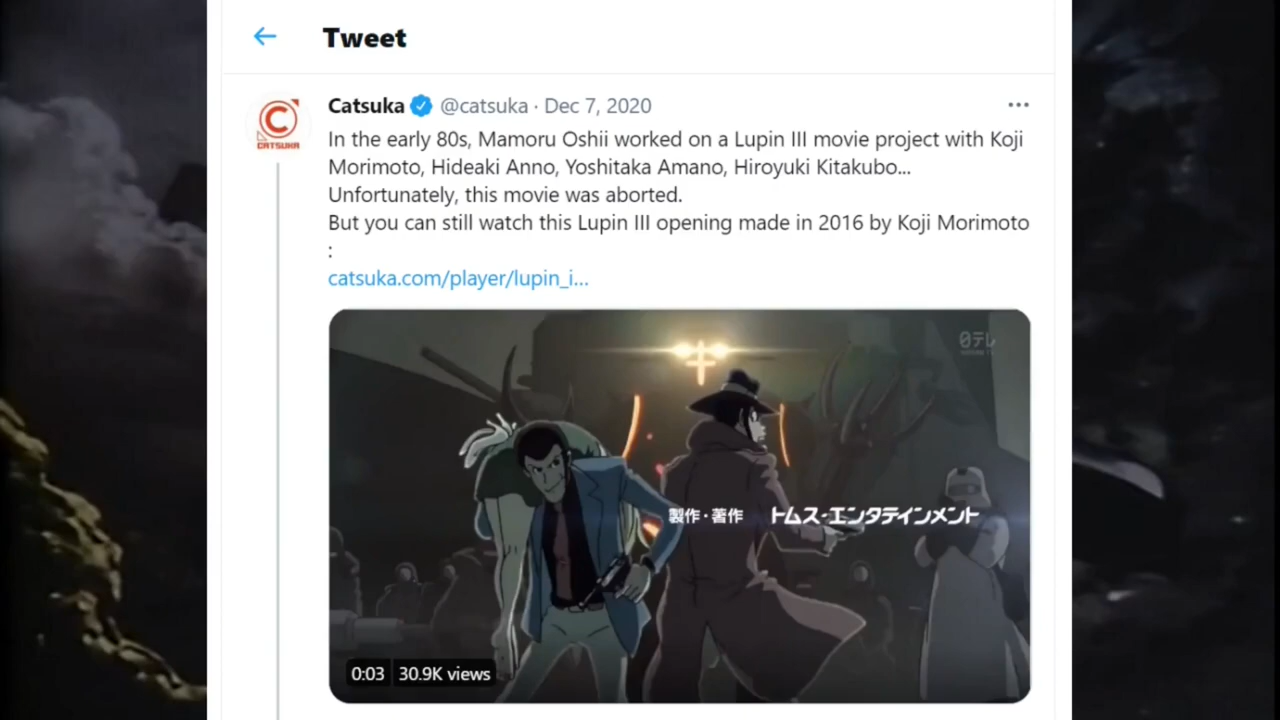 Tweet
CATSUKA
Catsuka @catsuka · Dec 7, 2020
In the early 80s, Mamoru Oshii worked on a Lupin III movie project with Koji
Morimoto, Hideaki Anno, Yoshitaka Amano, Hiroyuki Kitakubo...
Unfortunately, this movie was aborted.
But you can still watch this Lupin III opening made in 2016 by Koji Morimoto
:
catsuka.com/player/lupin_i...
日テレ
製作・著作 トムス・エンタテインメント
0:03 30.9K views